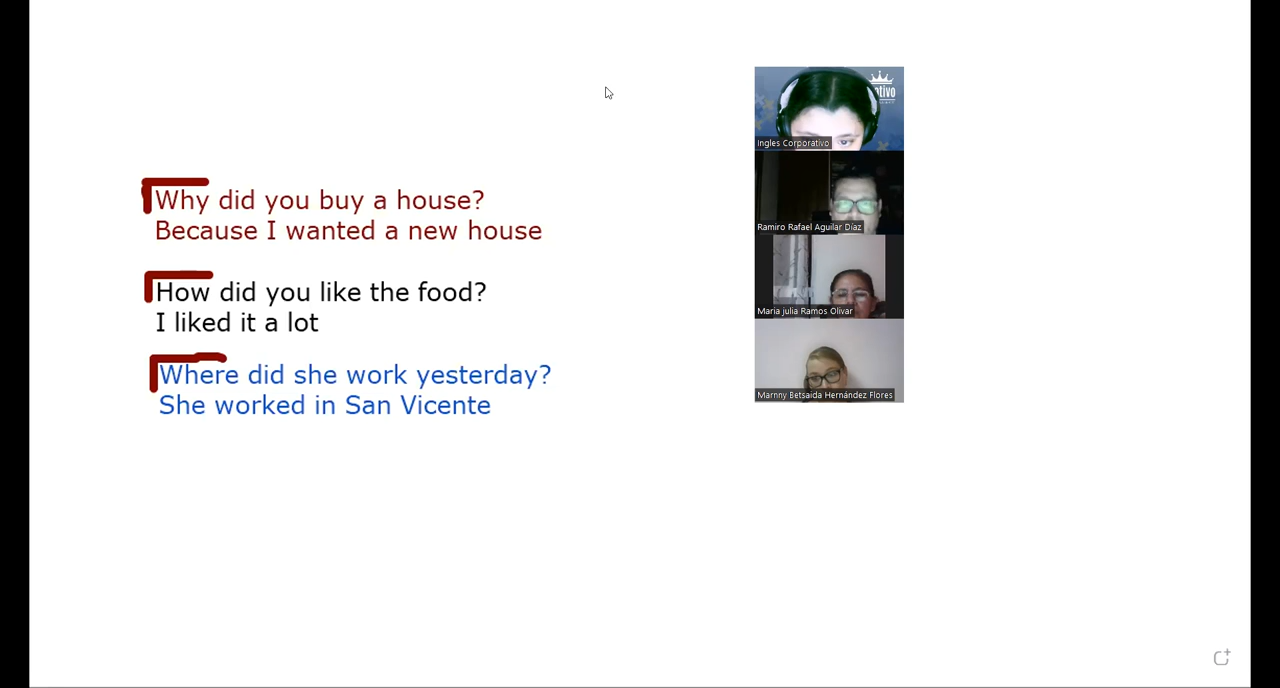 Why did you buy a house?
Because I wanted a new house
How did you like the food?
I liked it a lot
Where did she work yesterday?
She worked in San Vicente
ativo
Ingles Corporativo
Ramiro Rafael Aguilar Díaz
Maria julia Ramos Olivar
Marnny Betsaida Hernández Flores